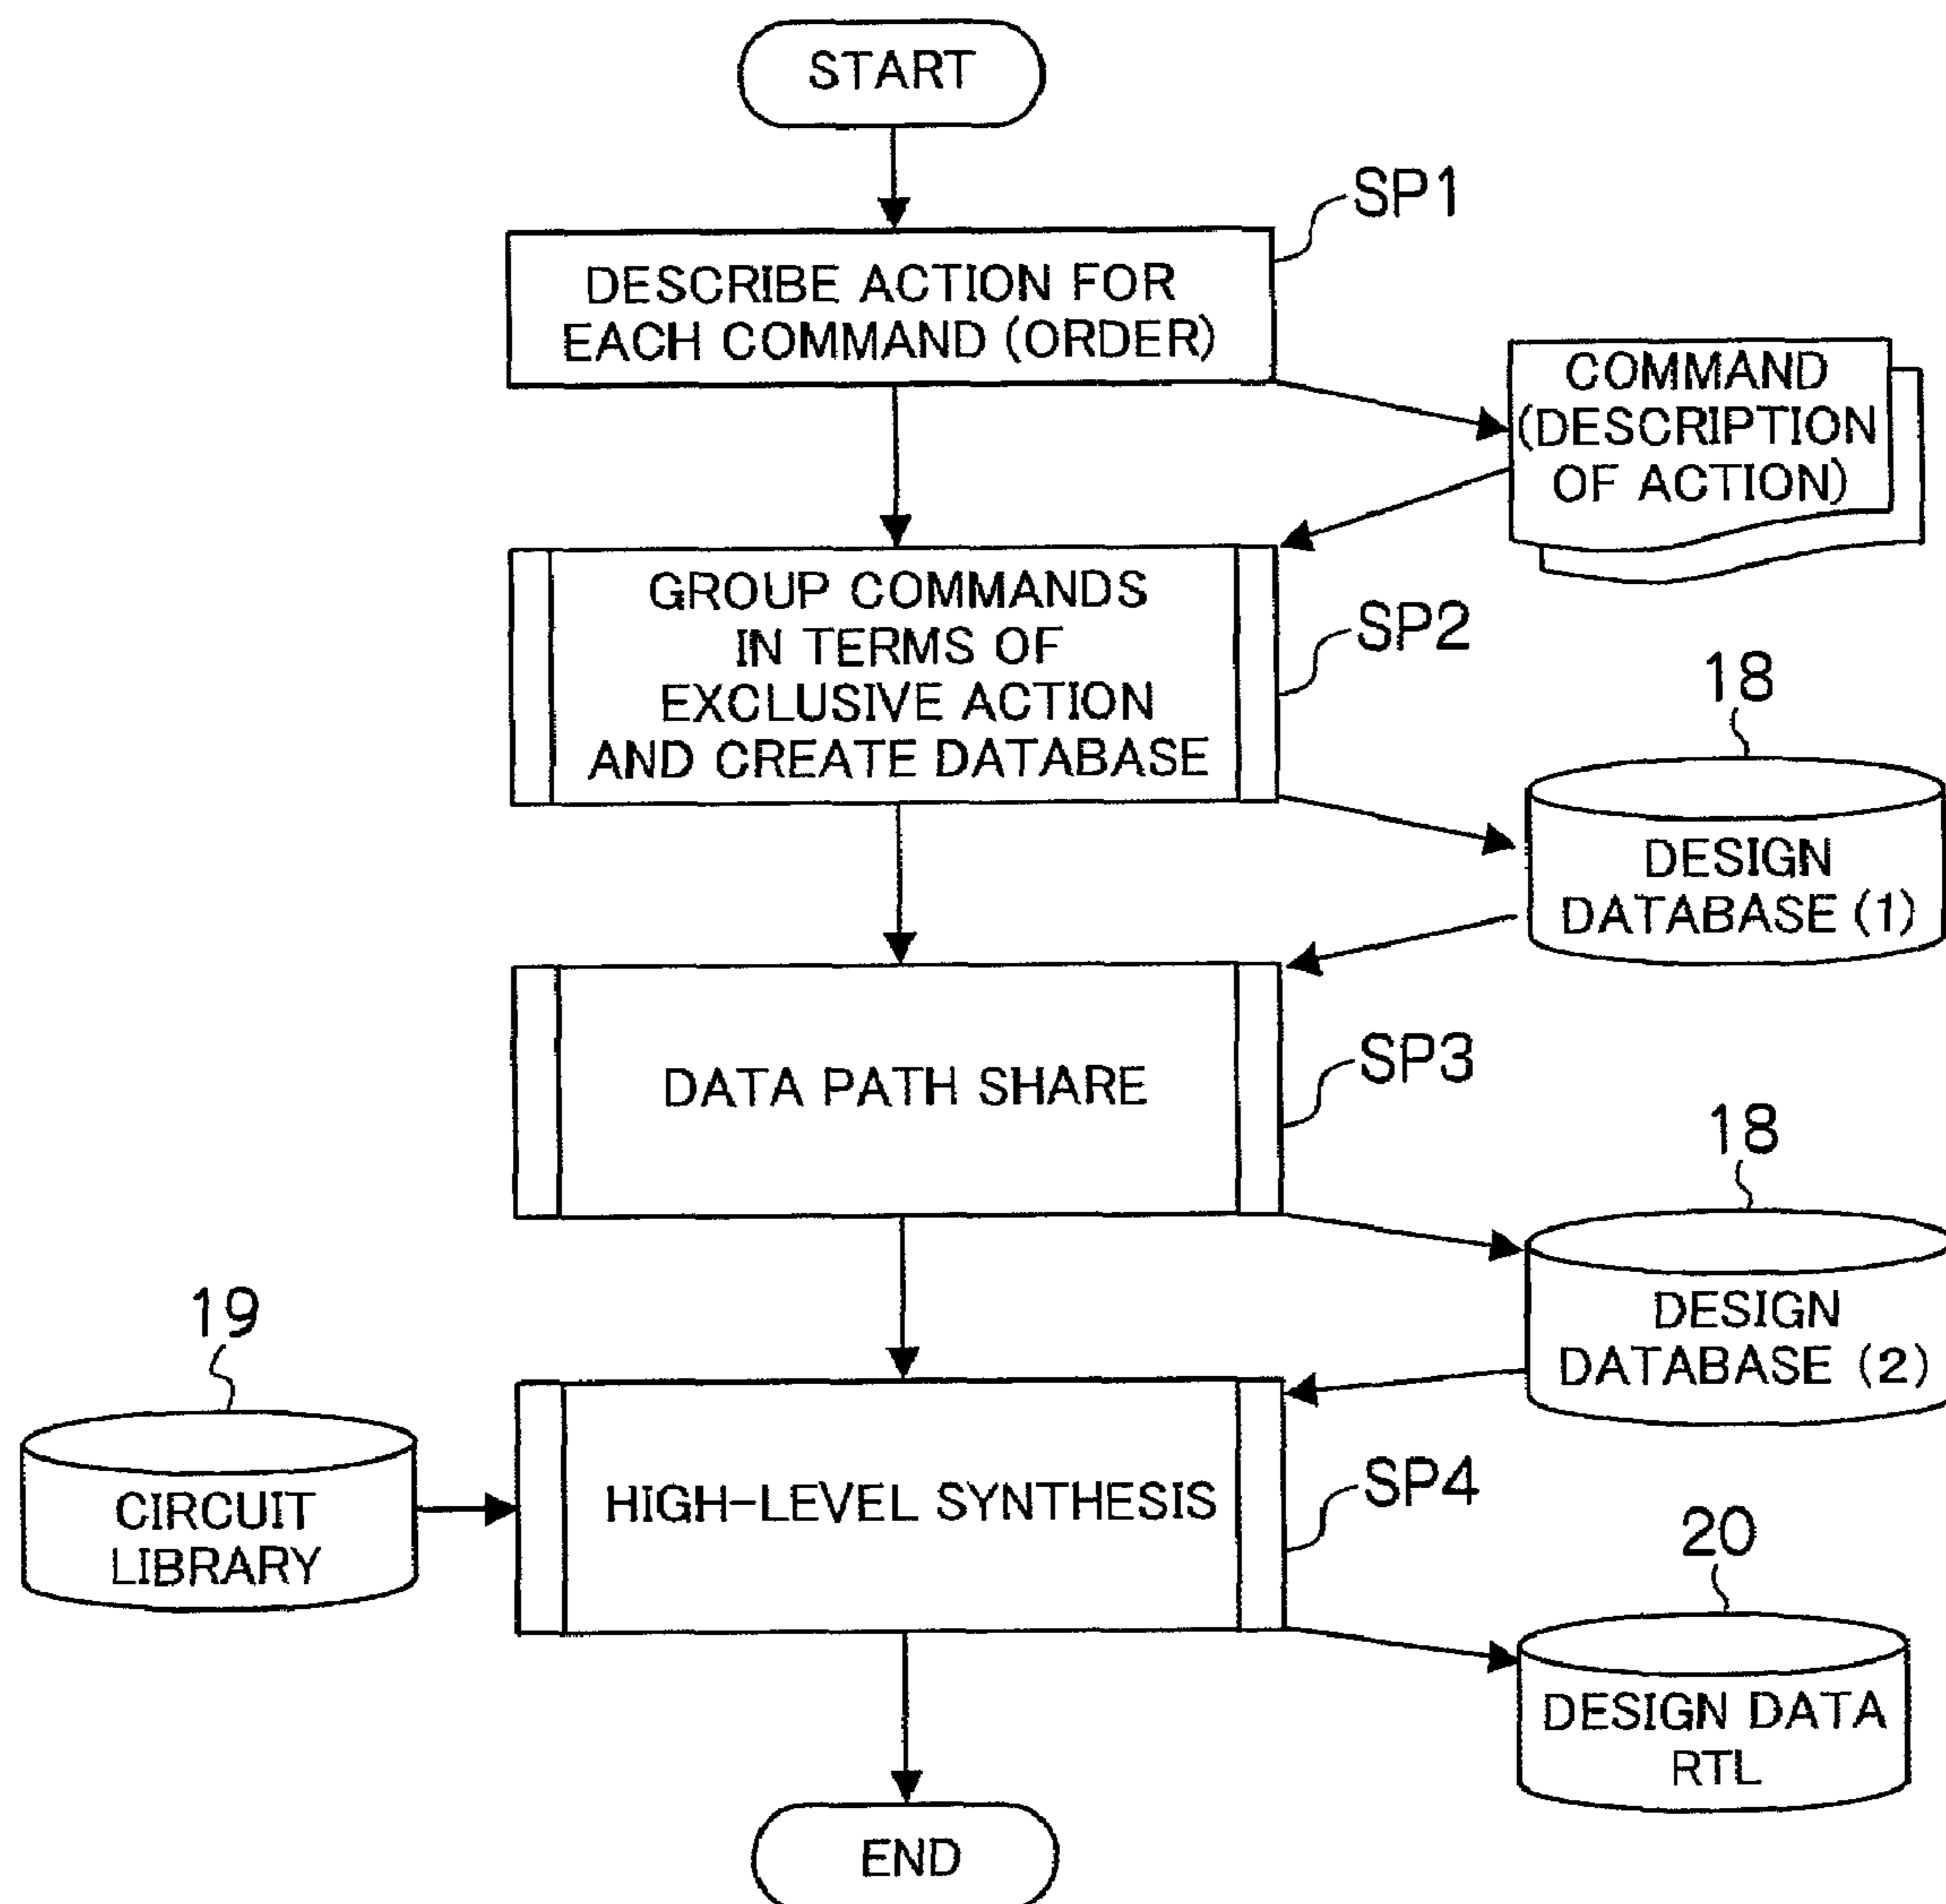 START
SP1
DESCRIBE ACTION FOR
EACH COMMAND (ORDER)
COMMAND
(DESCRIPTION
OF ACTION)
GROUP COMMANDS
IN TERMS OF
EXCLUSIVE ACTION
AND CREATE DATABASE
SP2
18
DESIGN
DATABASE (1)
DATA PATH SHARE
SP3
18
DESIGN
DATABASE (2)
19
CIRCUIT
LIBRARY
HIGH-LEVEL SYNTHESIS
SP4
20
DESIGN DATA
RTL
END